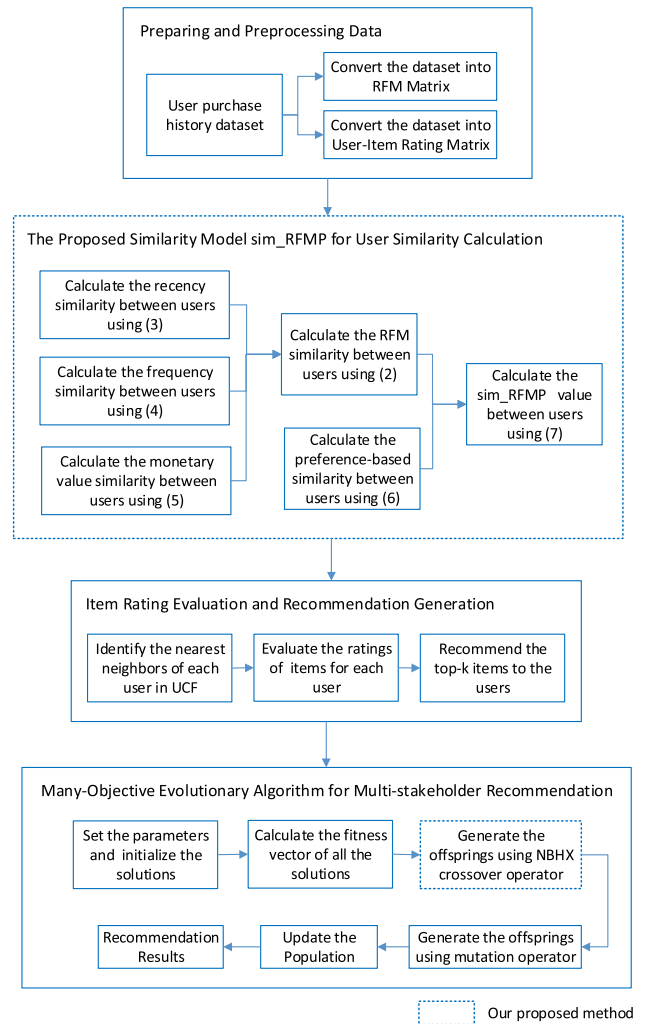 Preparing and Preprocessing Data
User purchase
history dataset
Convert the dataset into
RFM Matrix
Convert the dataset into
User-Item Rating Matrix
The Proposed Similarity Model sim_RFMP for User Similarity Calculation
Calculate the recency
similarity between users
using (3)
Calculate the frequency
similarity between users
using (4)
Calculate the monetary
value similarity between
users using (5)
Calculate the RFM
similarity between
users using (2)
Calculate the
preference-based
similarity between
users using (6)
Calculate the
sim_RFMP value
between users
using (7)
Item Rating Evaluation and Recommendation Generation
Identify the nearest
neighbors of each
user in UCF
Evaluate the ratings
of items for each
user
Recommend the
top-k items to the
users
Many-Objective Evolutionary Algorithm for Multi-stakeholder Recommendation
Set the parameters
and initialize the
solutions
Calculate the fitness
vector of all the
solutions
Generate the
offsprings using NBHX
crossover operator
Generate the offsprings
using mutation operator
Update the
Population
Recommendation
Results
Our proposed method